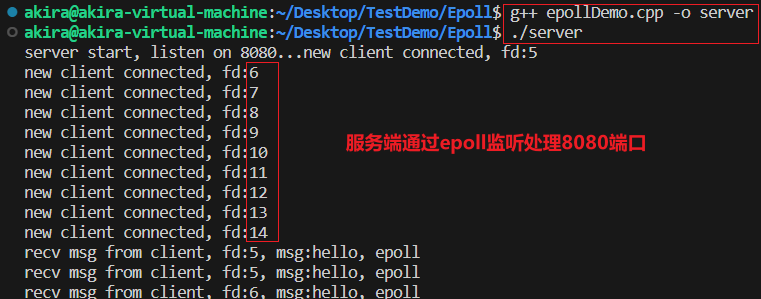 akira@akira-virtual-machine:~/Desktop/TestDemo/Epoll$ g++ epollDemo.cpp -o server
akira@akira-virtual-machine:~/Desktop/TestDemo/Epoll$ ./server
server start, listen on 8080...new client connected, fd:5
new client connected, fd:6
new client connected, fd:7
new client connected, fd:8
new client connected, fd:9
new client connected, fd:10
new client connected, fd:11
new client connected, fd:12
new client connected, fd:13
new client connected, fd:14
服务端通过epoll监听处理8080端口
recv msg from client, fd:5, msg:hello, epoll
recv msg from client, fd:5, msg:hello, epoll
recv msg from client, fd:6, msg:hello, epoll